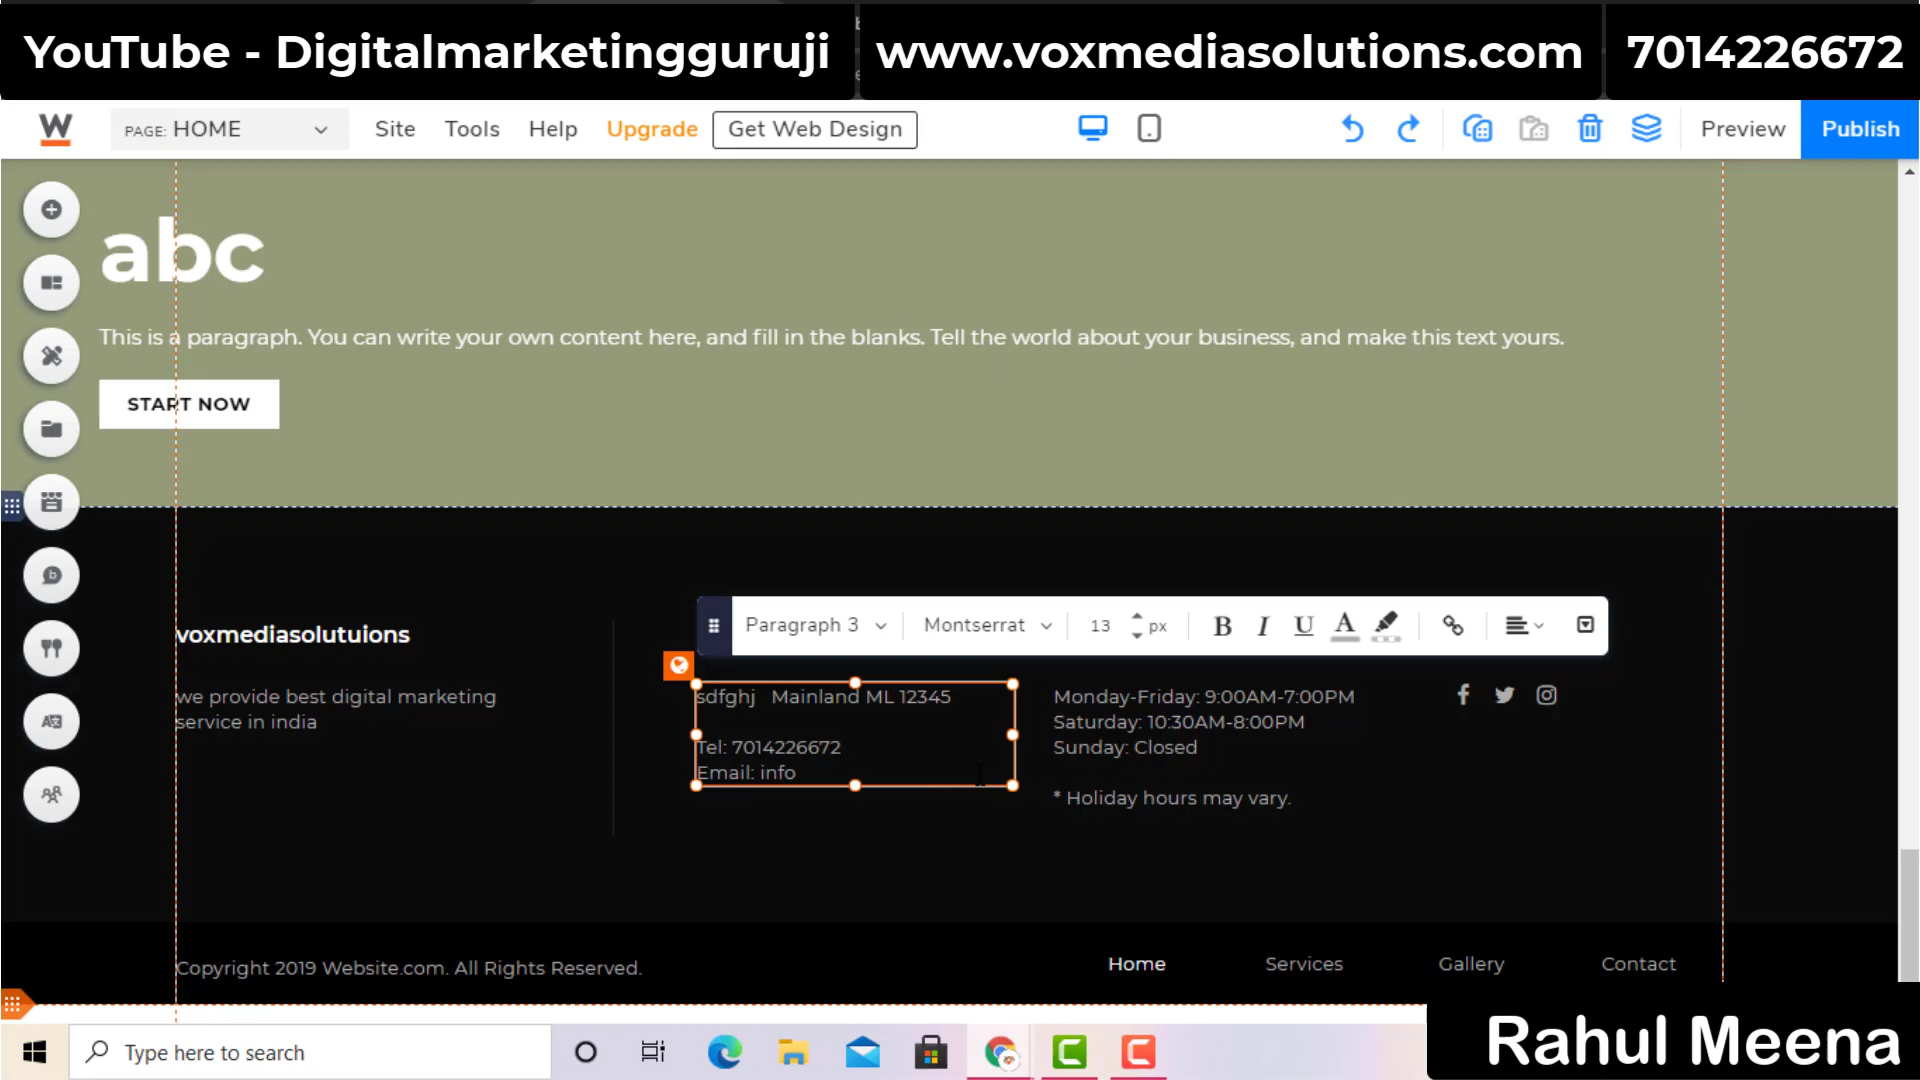 YouTube - Digitalmarketingguruji www.voxmediasolutions.com 7014226672
W PAGE: HOME Site Tools Help Upgrade Get Web Design Preview Publish
abc
This is a paragraph. You can write your own content here, and fill in the blanks. Tell the world about your business, and make this text yours.
START NOW
voxmediasolutuions
Paragraph 3 Montserrat 13 px B I U A
we provide best digital marketing
service in india
sdfghj Mainland ML 12345
Tel: 7014226672
Email: info
Monday-Friday: 9:00AM-7:00PM
Saturday: 10:30AM-8:00PM
Sunday: Closed
* Holiday hours may vary.
Copyright 2019 Website.com. All Rights Reserved.
Home Services Gallery Contact
Type here to search
Rahul Meena